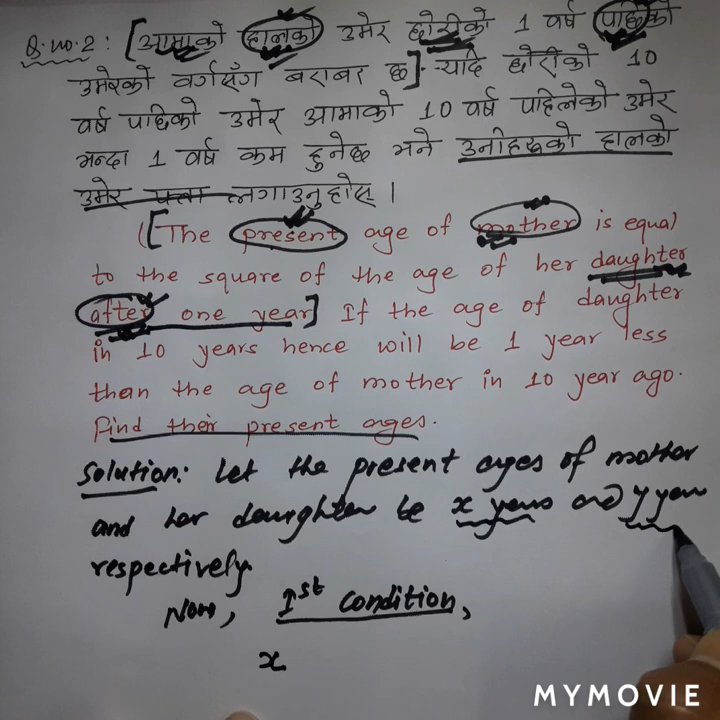 Q.no.2: [आमाको हालको उमेर छोरीको 1 वर्ष पछिको
उमेरको वर्गसँग बराबर छ]. यदि छोरीको 10
वर्ष पाछिको उमेर आमाको 10 वर्ष पहिलेको उमेर
भन्दा 1 वर्ष कम हुनेछ भने उनीहरूको हालको
उमेर पत्ता लगाउनुहोस् ।
([The present age of mother is equal
to the square of the age of her daughter
after one year] If the age of daughter
in 10 years hence will be 1 year less
than the age of mother in 10 year ago.
find their present ages.
Solution: Let the present ages of mother
and her daughter be x years and y year
respectively.
Now, Ist condition,
x
MYMOVIE